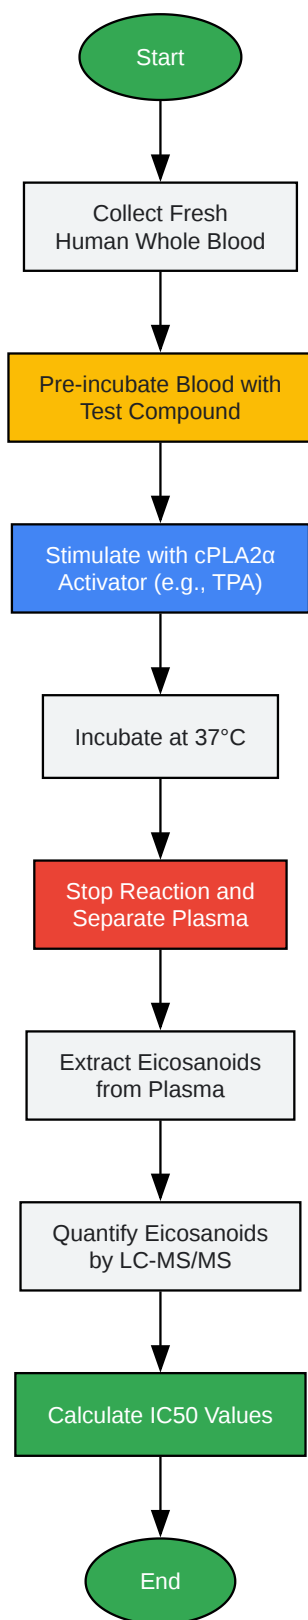 Start
Collect Fresh
Human Whole Blood
Pre-incubate Blood with
Test Compound
Stimulate with cPLA2α
Activator (e.g., TPA)
Incubate at 37°C
Stop Reaction and
Separate Plasma
Extract Eicosanoids
from Plasma
Quantify Eicosanoids
by LC-MS/MS
Calculate IC50 Values
End